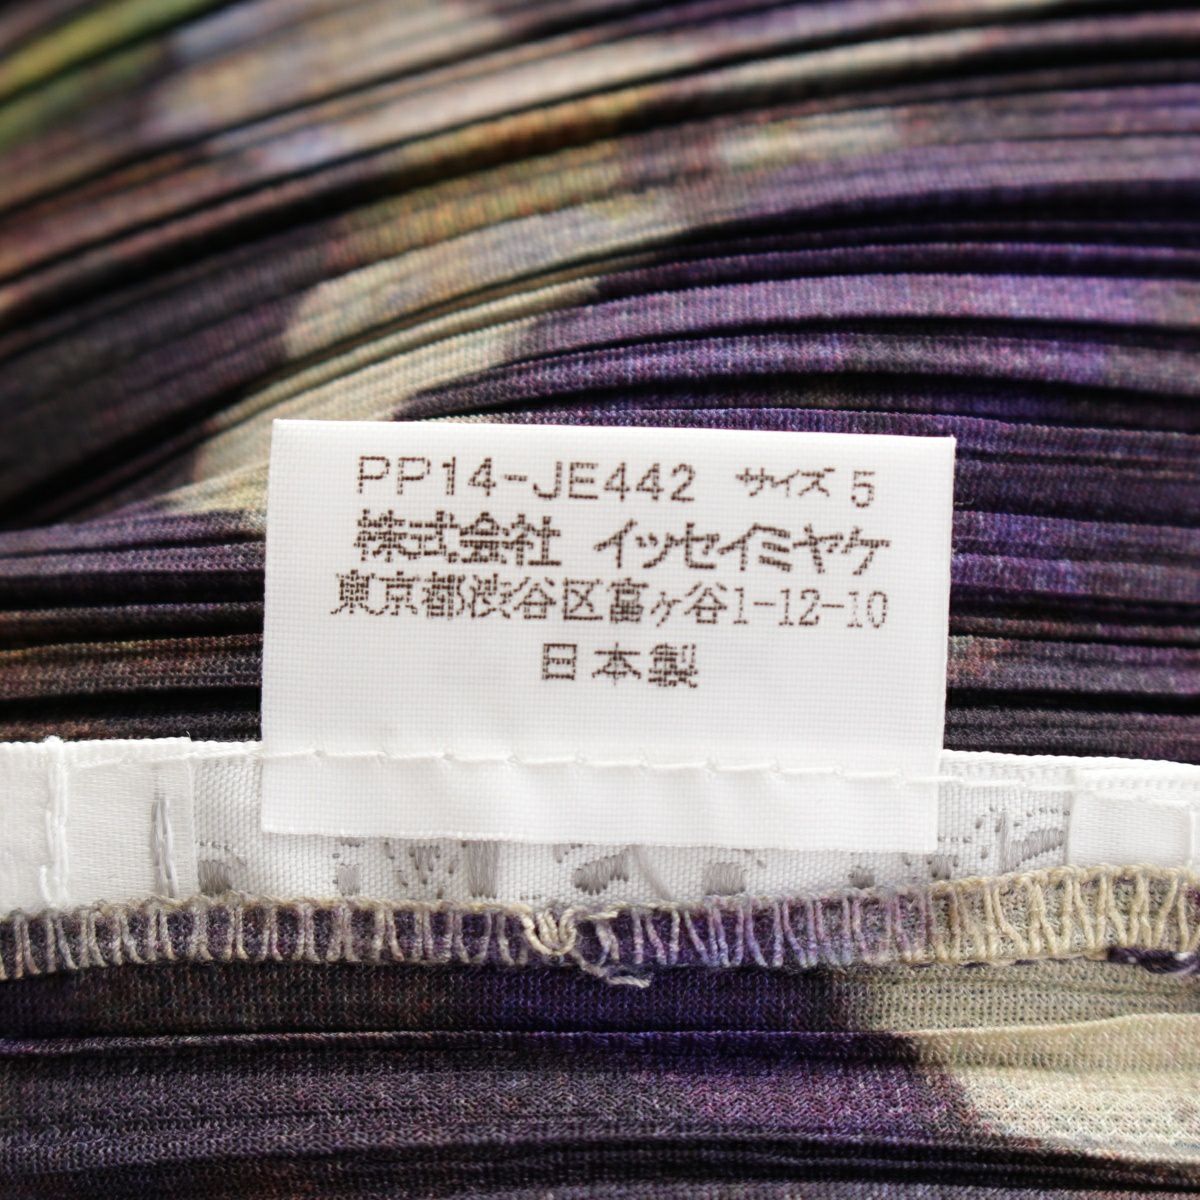 PP14-JE442 サイズ 5
株式会社 イッセイミヤケ
東京都渋谷区富ヶ谷1-12-10
日本製